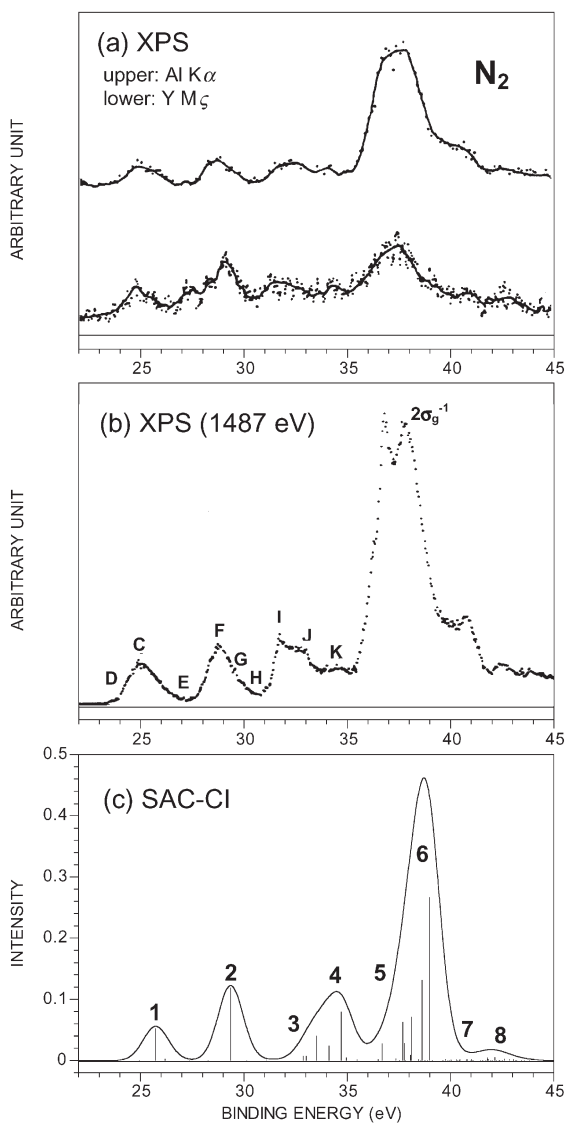 (a) XPS
upper: Al Kα
lower: Y Mς
N2
ARBITRARY UNIT
25 30 35 40 45
(b) XPS (1487 eV)
2σg-1
D C E F G H I J K
ARBITRARY UNIT
25 30 35 40 45
(c) SAC-CI
0.5
0.4
0.3
0.2
0.1
0
INTENSITY
1 2 3 4 5 6 7 8
25 30 35 40 45
BINDING ENERGY (eV)